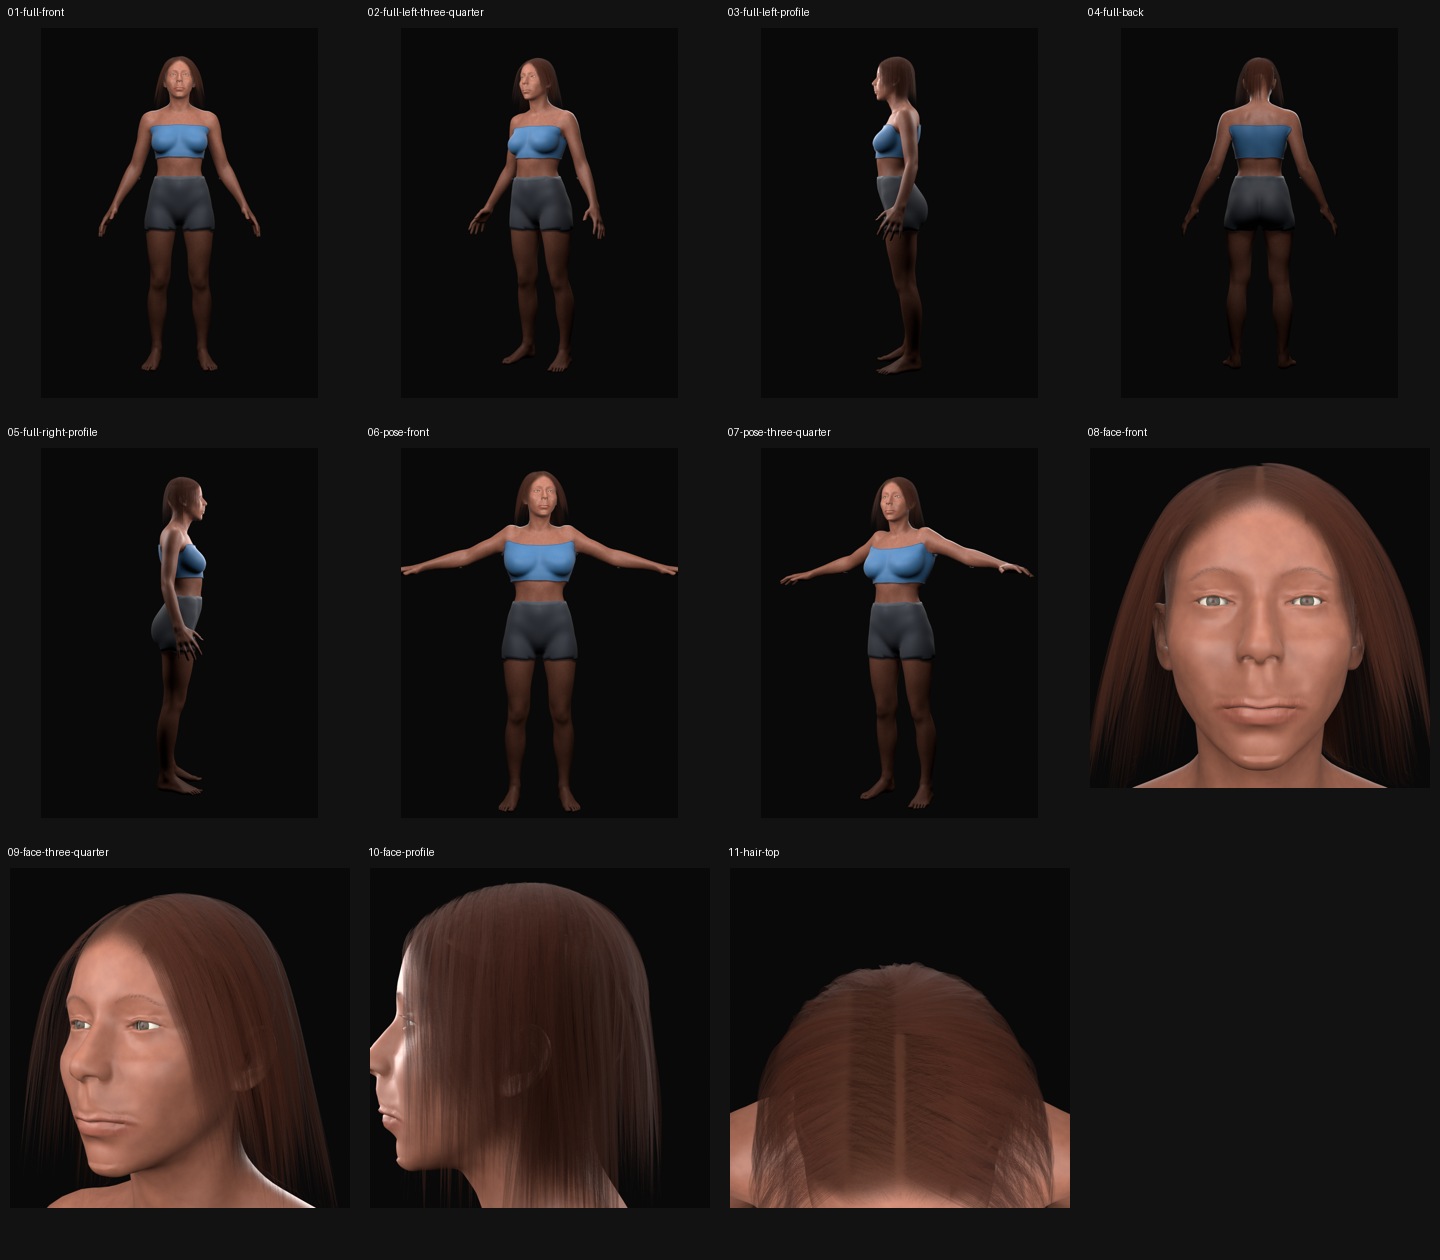 01-full-front
02-full-left-three-quarter
03-full-left-profile
04-full-back
05-full-right-profile
06-pose-front
07-pose-three-quarter
08-face-front
09-face-three-quarter
10-face-profile
11-hair-top